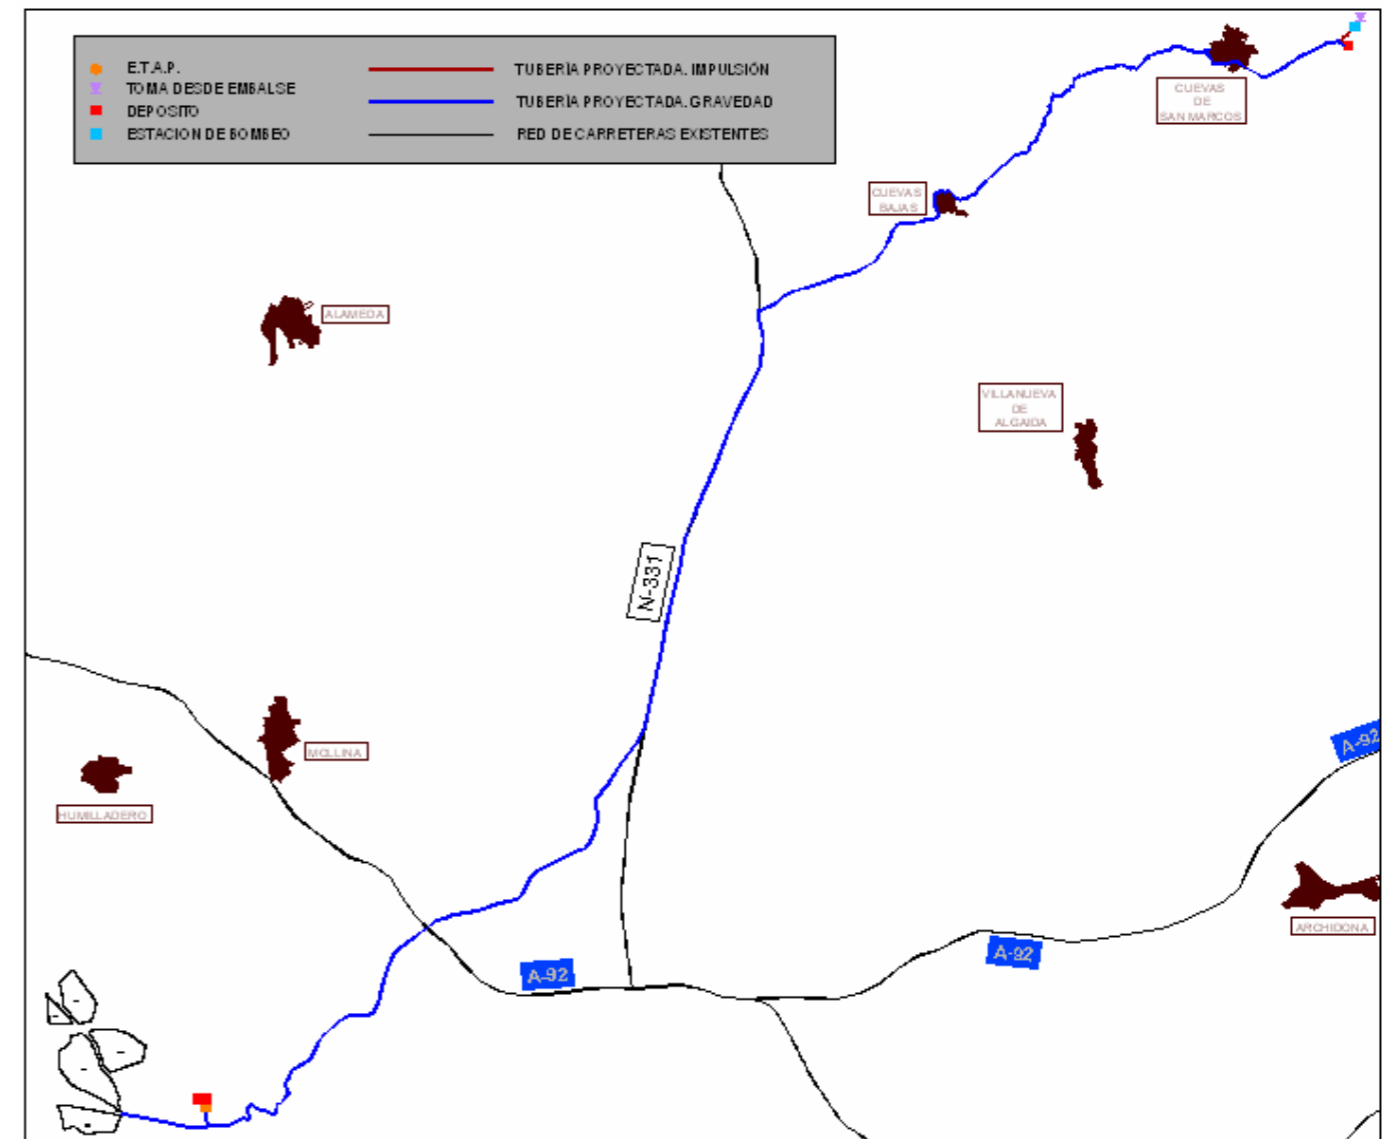 E.T.A.P.
TOMA DESDE EMBALSE
DEPOSITO
ESTACION DE BOMBEO
TUBERÍA PROYECTADA. IMPULSIÓN
TUBERÍA PROYECTADA. GRAVEDAD
RED DE CARRETERAS EXISTENTES
CUEVAS
DE
SAN MARCOS
CUEVAS
BAJAS
ALAMEDA
VILLANUEVA
DE
ALGAIDA
N-331
A-92
MOLLINA
HUMILLADERO
ARCHIDONA
A-92
A-92